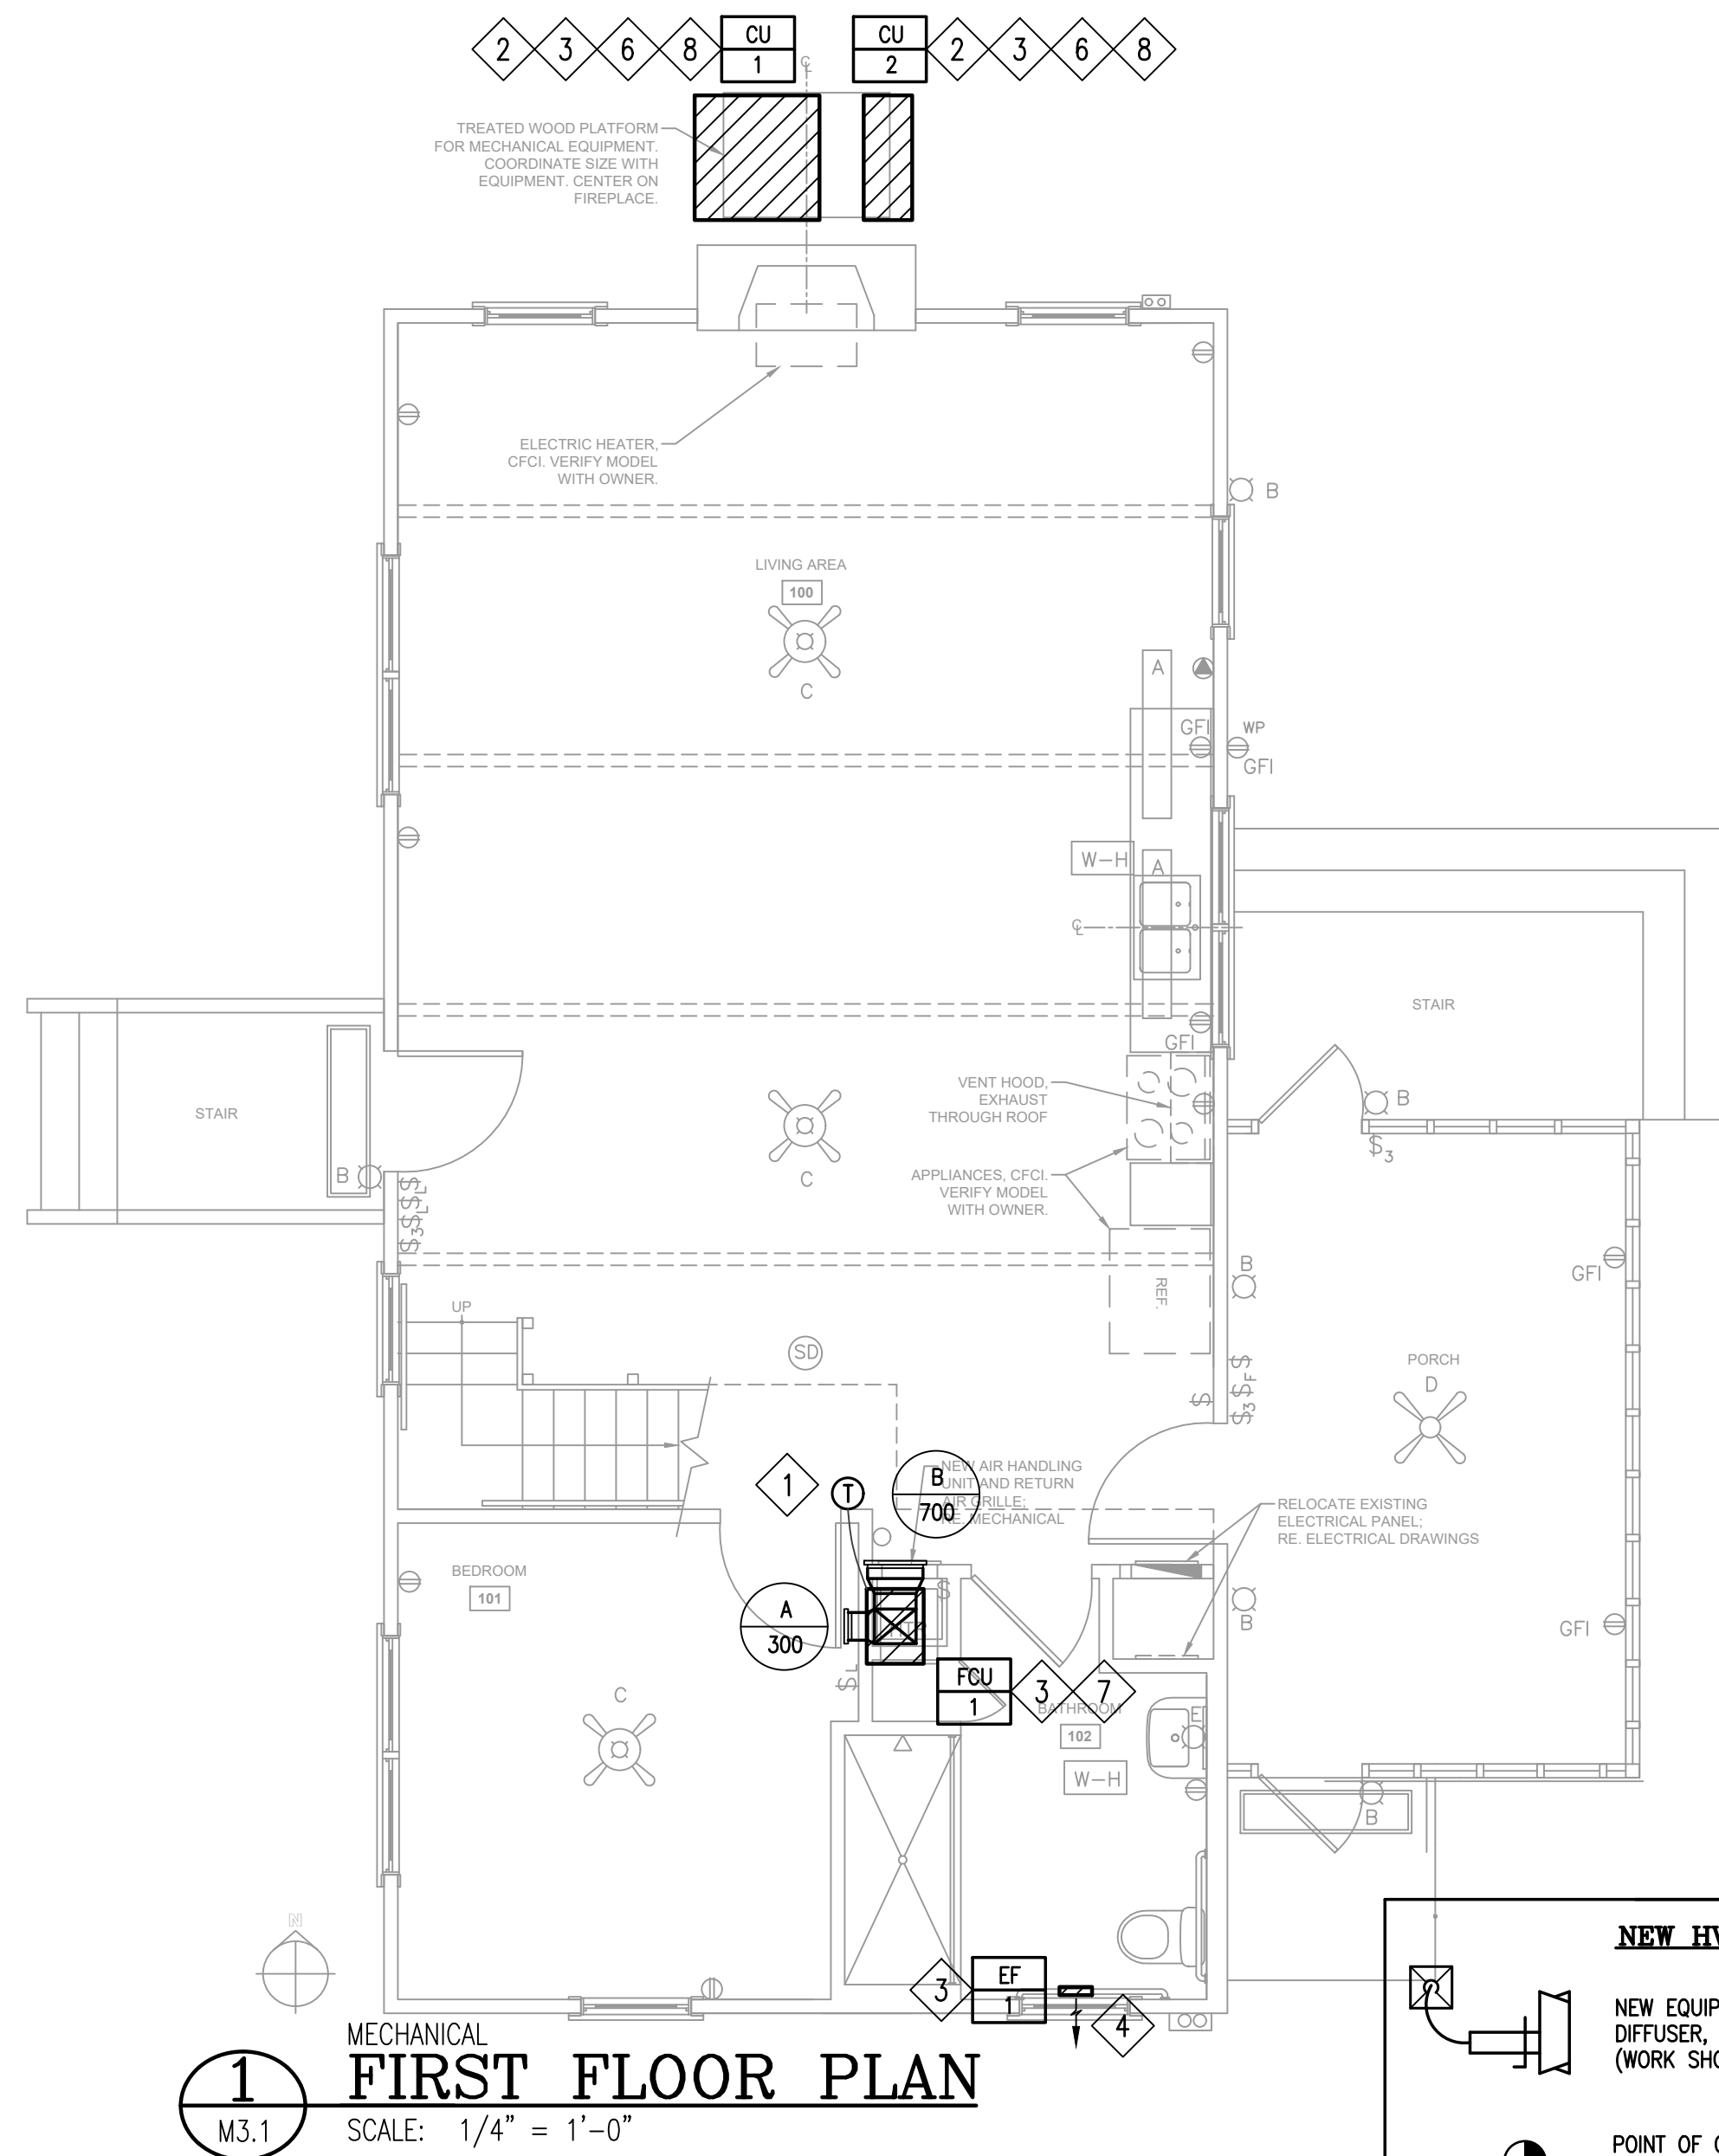 2 3 6 8 CU 1 CU 2 2 3 6 8
℄
TREATED WOOD PLATFORM
FOR MECHANICAL EQUIPMENT.
COORDINATE SIZE WITH
EQUIPMENT. CENTER ON
FIREPLACE.
ELECTRIC HEATER,
CFCI. VERIFY MODEL
WITH OWNER.
B
LIVING AREA
100
C
A
GFI
WP
GFI
W-H
A
℄
GFI
STAIR
VENT HOOD,
EXHAUST
THROUGH ROOF
STAIR
B
B
C
APPLIANCES, CFCI.
VERIFY MODEL
WITH OWNER.
$3
$ $L $L $3
REF.
B
GFI
UP
SD
PORCH
D
$ $F $3
$
1
T
B
700
NEW AIR HANDLING
UNIT AND RETURN
AIR GRILLE;
RE. MECHANICAL
RELOCATE EXISTING
ELECTRICAL PANEL;
RE. ELECTRICAL DRAWINGS
BEDROOM
101
A
300
$
B
GFI
$L
FCU
1
3 7
BATHROOM
102
E
C
W-H
B
N
3
EF
1
4
NEW EQUIP
DIFFUSER,
MECHANICAL
FIRST FLOOR PLAN
1
M3.1
SCALE: 1/4" = 1'-0"
POINT OF